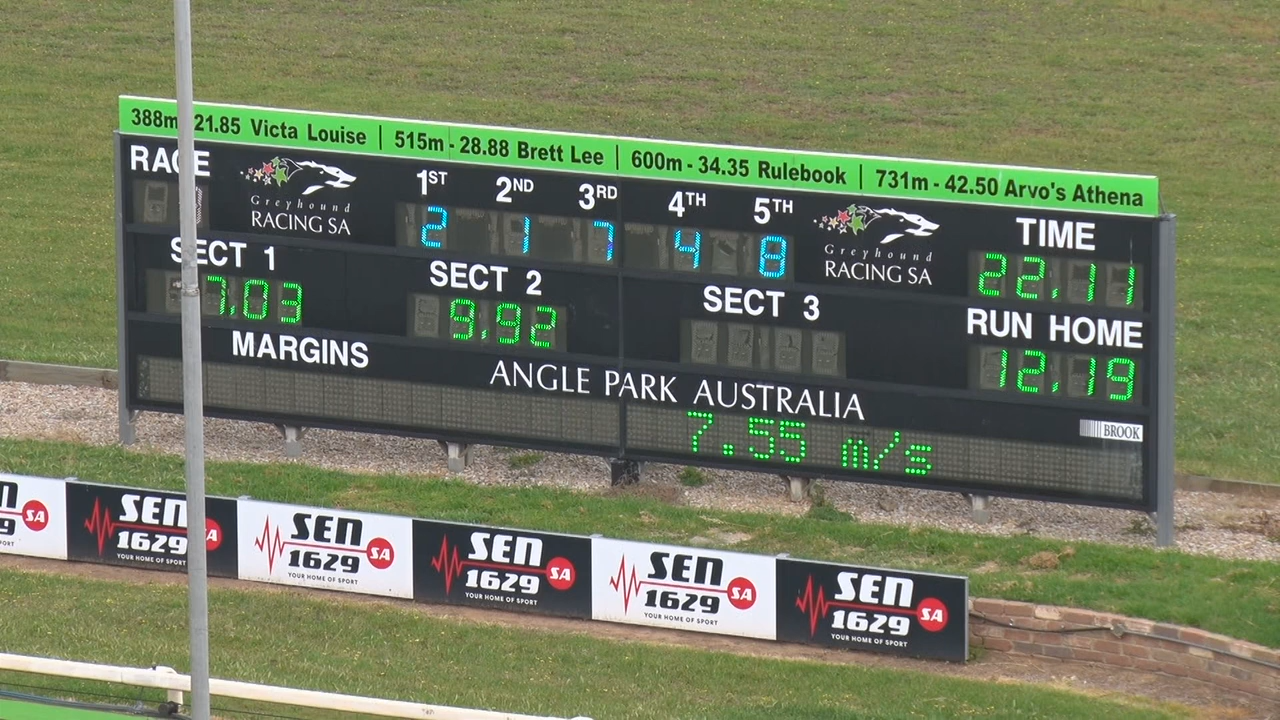 388m 21.85 Victa Louise | 515m - 28.88 Brett Lee | 600m - 34.35 Rulebook | 731m - 42.50 Arvo's Athena
RACE
Greyhound
RACING SA
1ST 2ND 3RD 4TH 5TH
2 1 7 4 8
Greyhound
RACING SA
TIME
22.11
SECT 1
7.03
SECT 2
9.92
SECT 3
RUN HOME
12.19
MARGINS
ANGLE PARK AUSTRALIA
7.55 m/s
BROOK
SA
SEN
1629
SA
YOUR HOME OF SPORT
SEN
1629
SA
YOUR HOME OF SPORT
SEN
1629
SA
YOUR HOME OF SPORT
SEN
1629
SA
YOUR HOME OF SPORT
SEN
1629
SA
YOUR HOME OF SPORT